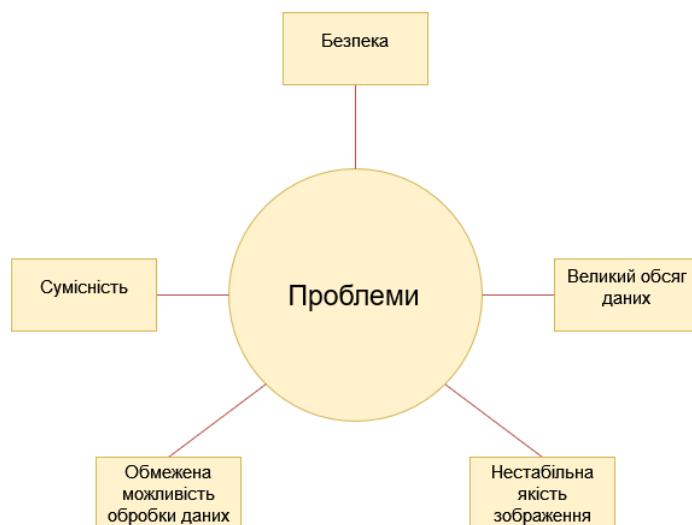 Безпека
Сумісність
Проблеми
Великий обсяг
даних
Обмежена
можливість
обробки даних
Нестабільна
якість
зображення